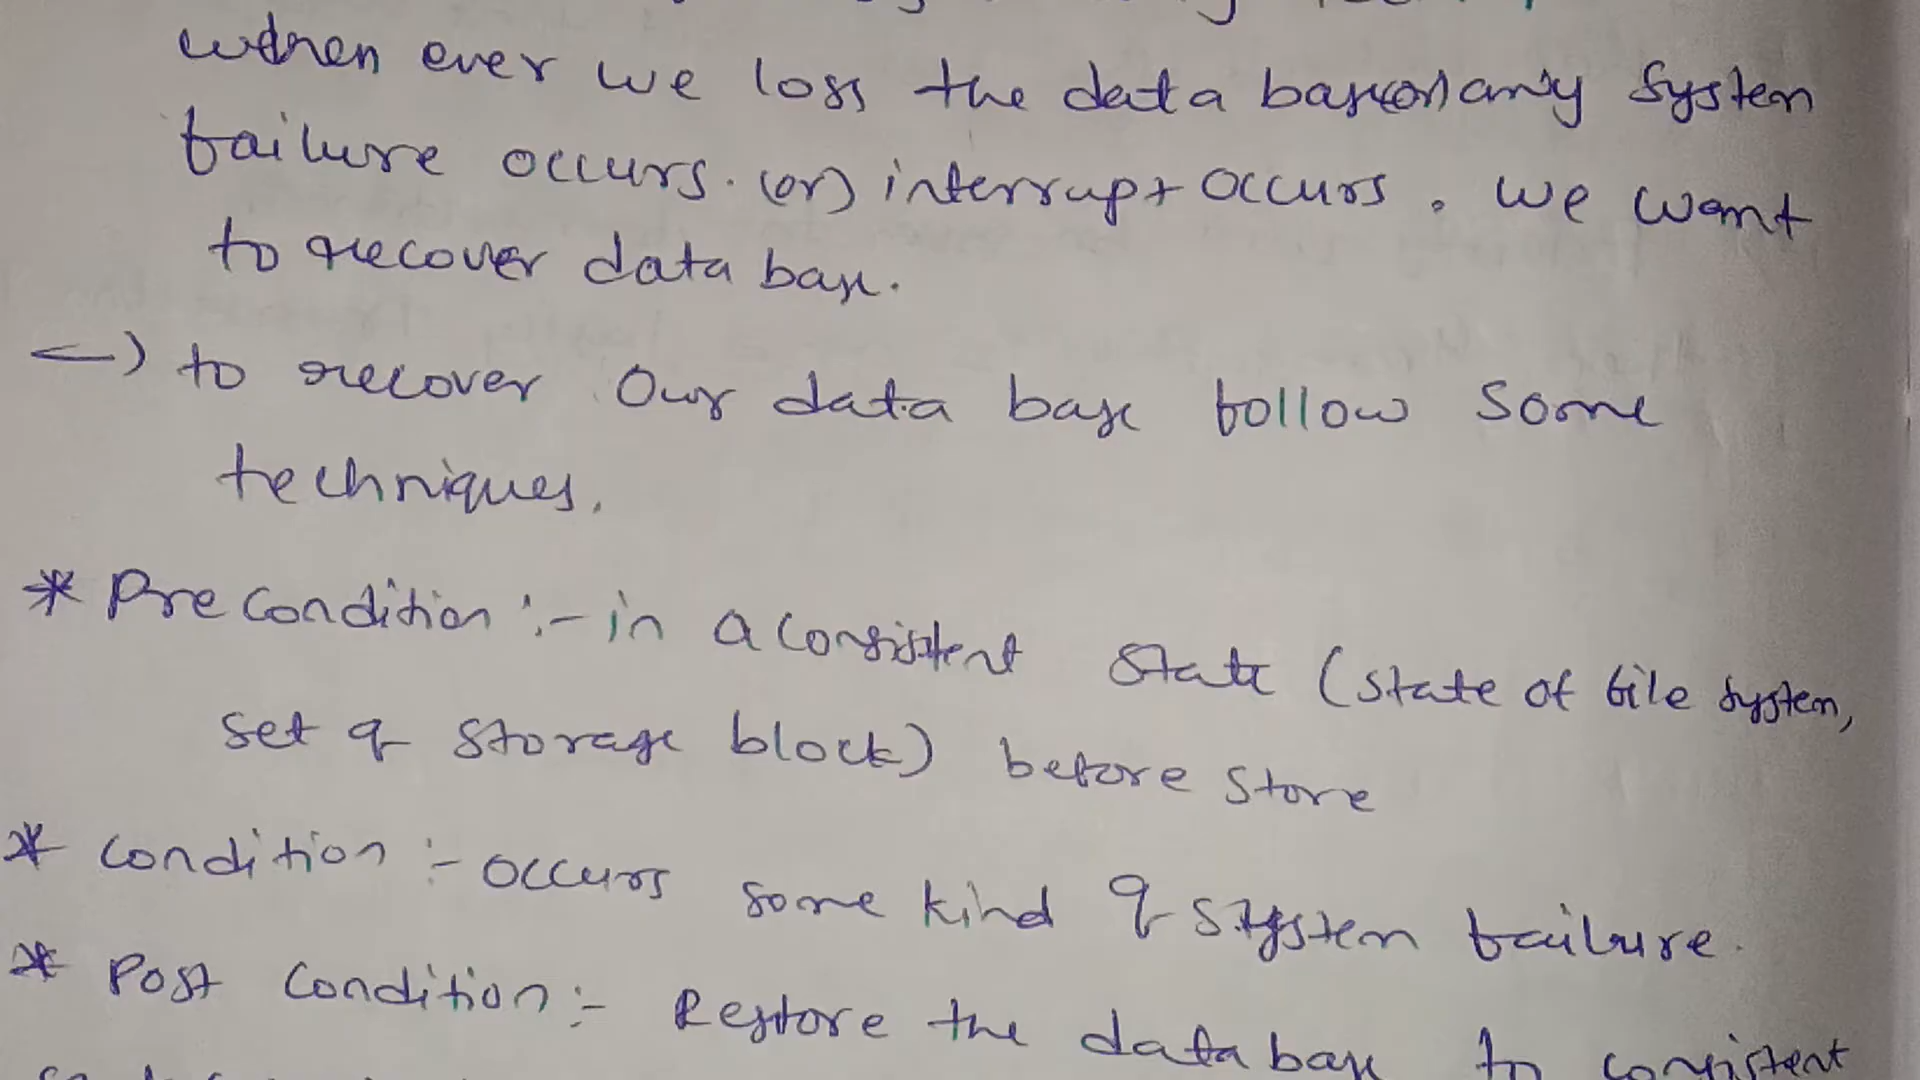 when ever we loss the data base(or) any System
failure occurs. (or) interrupt occurs. we want
to recover data base.
→ to recover Our data base follow some
techniques.
* Pre condition :- in a consistent state (state of file system,
set of storage block) before store
* condition :- occurs some kind of system failure.
* Post condition :- Restore the data base to consistent